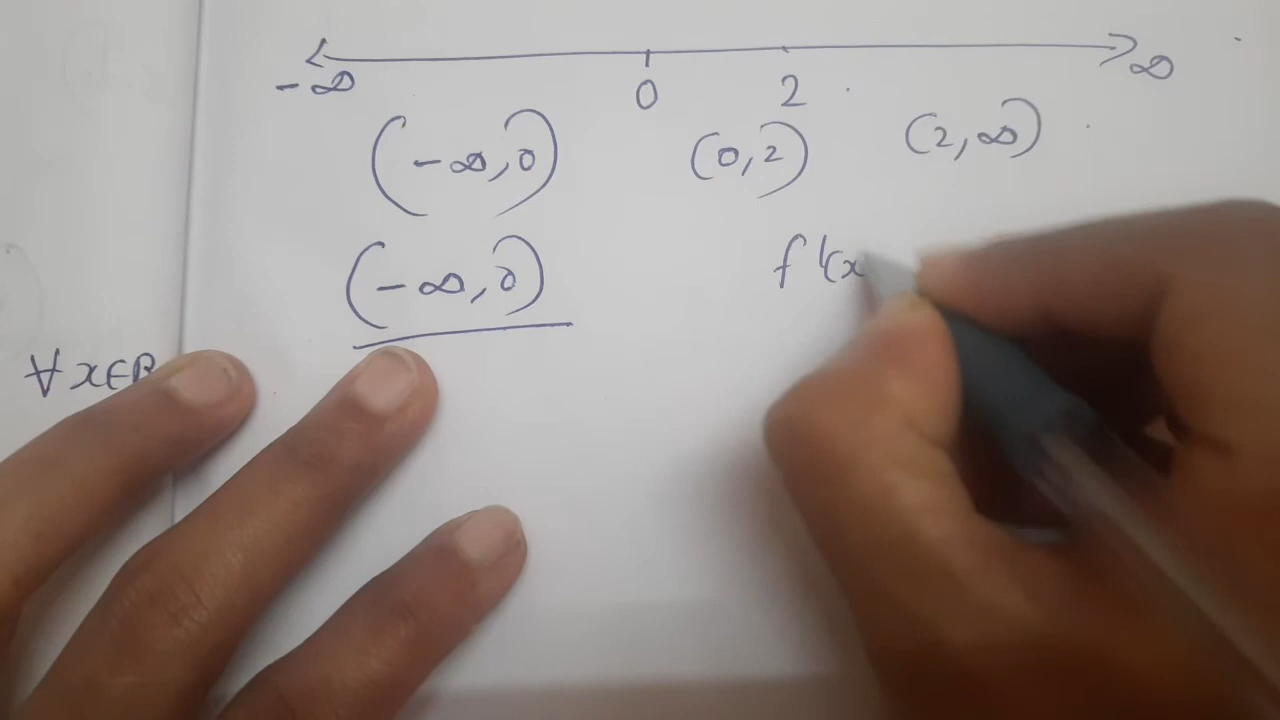 -∞ 0 2 ∞
(-∞,0) (0,2) (2,∞)
(-∞,0) f'(x
∀ x∈R